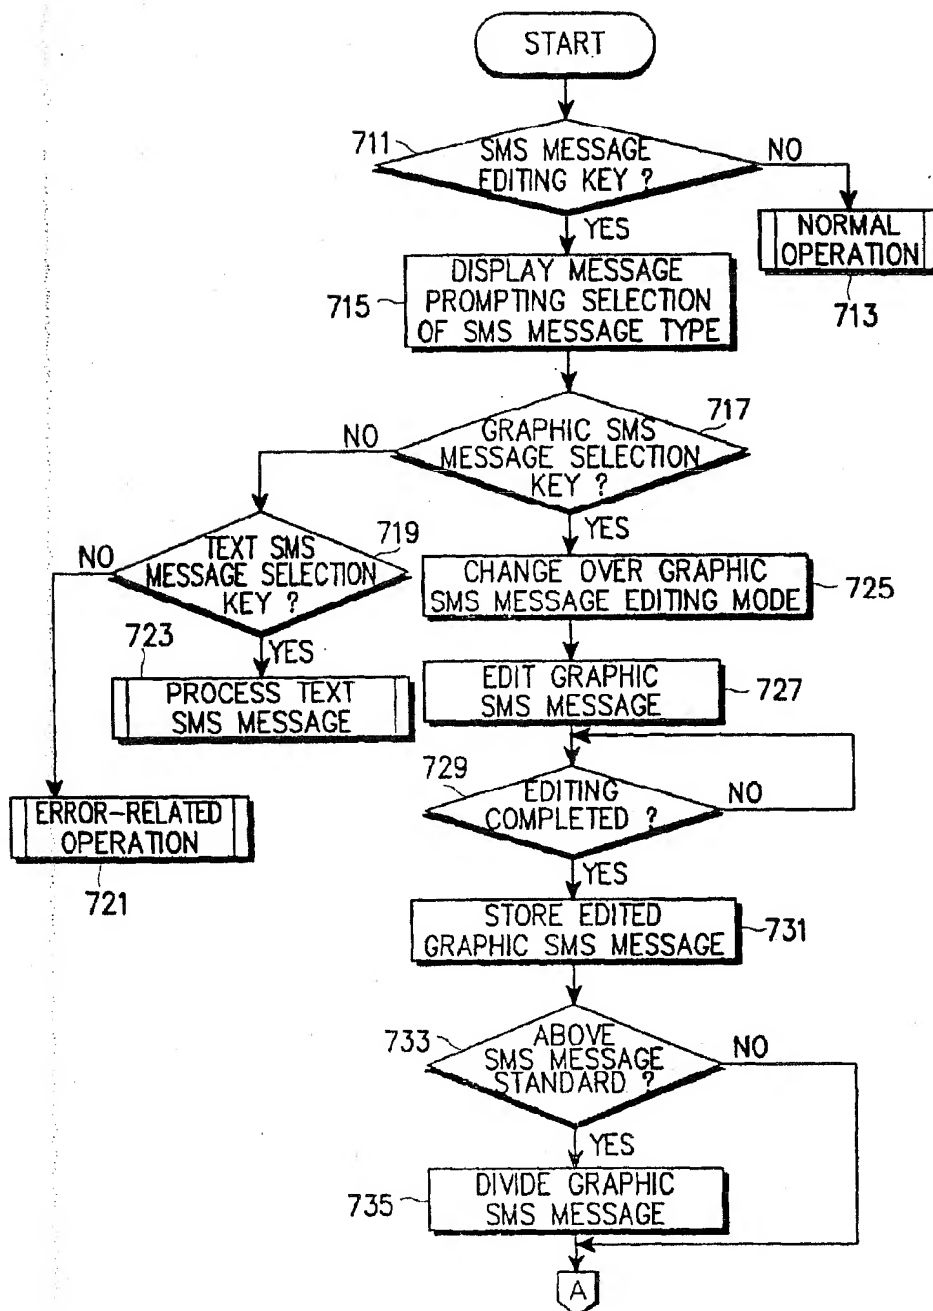 START
711
SMS MESSAGE
EDITING KEY ?
NO
YES
NORMAL
OPERATION
713
715
DISPLAY MESSAGE
PROMPTING SELECTION
OF SMS MESSAGE TYPE
717
NO
GRAPHIC SMS
MESSAGE SELECTION
KEY ?
YES
719
NO
TEXT SMS
MESSAGE SELECTION
KEY ?
YES
CHANGE OVER GRAPHIC
SMS MESSAGE EDITING MODE
725
723
PROCESS TEXT
SMS MESSAGE
EDIT GRAPHIC
SMS MESSAGE
727
729
EDITING
COMPLETED ?
NO
YES
ERROR-RELATED
OPERATION
721
STORE EDITED
GRAPHIC SMS MESSAGE
731
733
ABOVE
SMS MESSAGE
STANDARD ?
NO
YES
735
DIVIDE GRAPHIC
SMS MESSAGE
A